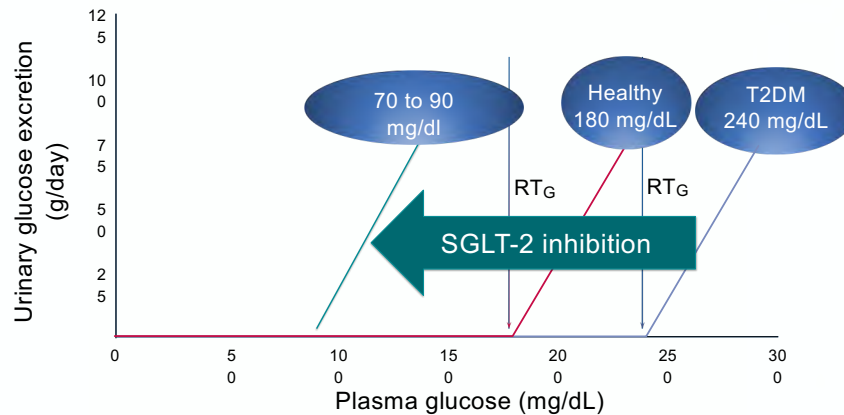 Urinary glucose excretion
(g/day)
12
5
10
0
7
5
5
0
2
5
70 to 90
mg/dl
Healthy
180 mg/dL
T2DM
240 mg/dL
RTG
RTG
SGLT-2 inhibition
0
5
0
10
0
15
0
20
0
25
0
30
0
Plasma glucose (mg/dL)